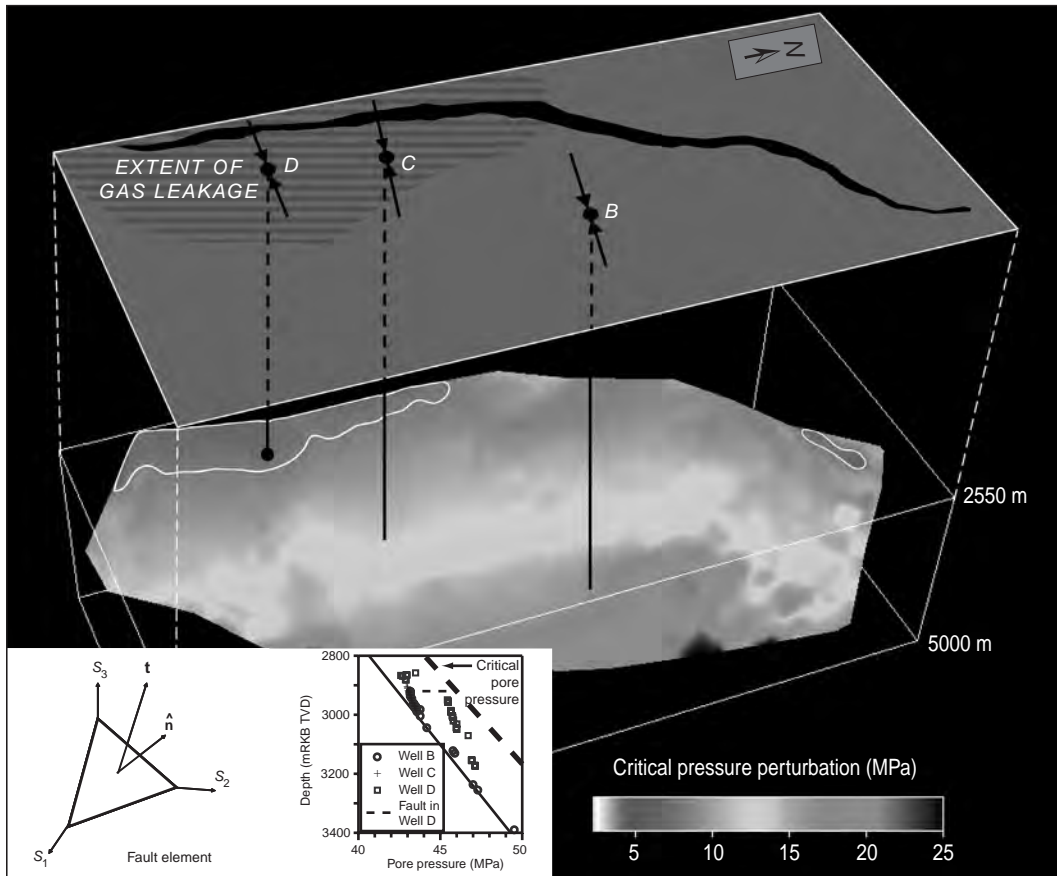 N
EXTENT OF
GAS LEAKAGE
D
C
B
2550 m
5000 m
S3
t
n̂
S2
S1
Fault element
2800
3000
3200
3400
Depth (mRKB TVD)
Critical
pore
pressure
Well B
Well C
Well D
Fault in
Well D
40 45 50
Pore pressure (MPa)
Critical pressure perturbation (MPa)
5 10 15 20 25